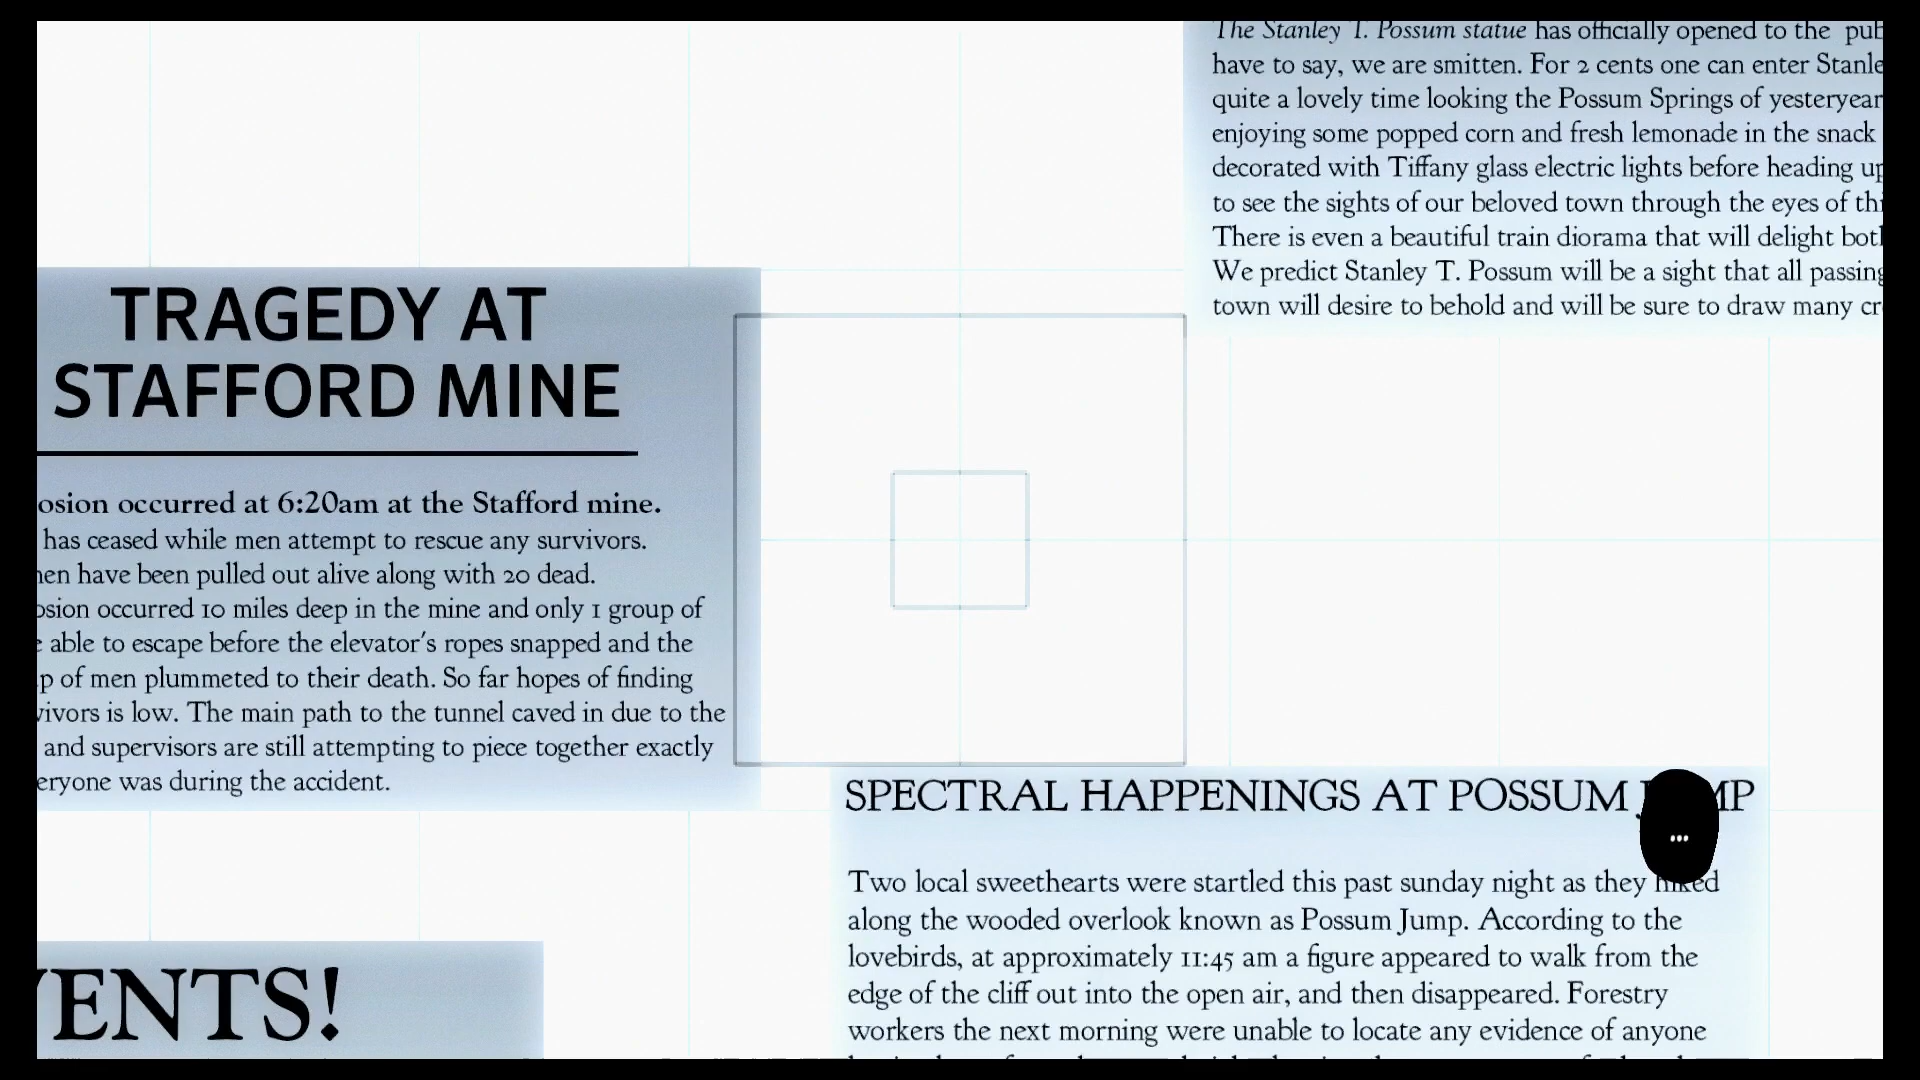 The Stanley T. Possum statue has officially opened to the
have to say, we are smitten. For 2 cents one can enter
quite a lovely time looking the Possum Springs of yesteryear
enjoying some popped corn and fresh lemonade in the snack
decorated with Tiffany glass electric lights before heading
to see the sights of our beloved town through the eyes of
There is even a beautiful train diorama that will delight
We predict Stanley T. Possum will be a sight that all
town will desire to behold and will be sure to draw many
TRAGEDY AT
STAFFORD MINE
occurred at 6:20am at the Stafford mine.
has ceased while men attempt to rescue any survivors.
have been pulled out alive along with 20 dead.
occurred 10 miles deep in the mine and only 1 group of
able to escape before the elevator's ropes snapped and the
of men plummeted to their death. So far hopes of finding
is low. The main path to the tunnel caved in due to the
and supervisors are still attempting to piece together exactly
was during the accident.
SPECTRAL HAPPENINGS AT POSSUM
...
Two local sweethearts were startled this past sunday night as they hiked
along the wooded overlook known as Possum Jump. According to the
lovebirds, at approximately 11:45 am a figure appeared to walk from the
edge of the cliff out into the open air, and then disappeared. Forestry
workers the next morning were unable to locate any evidence of anyone